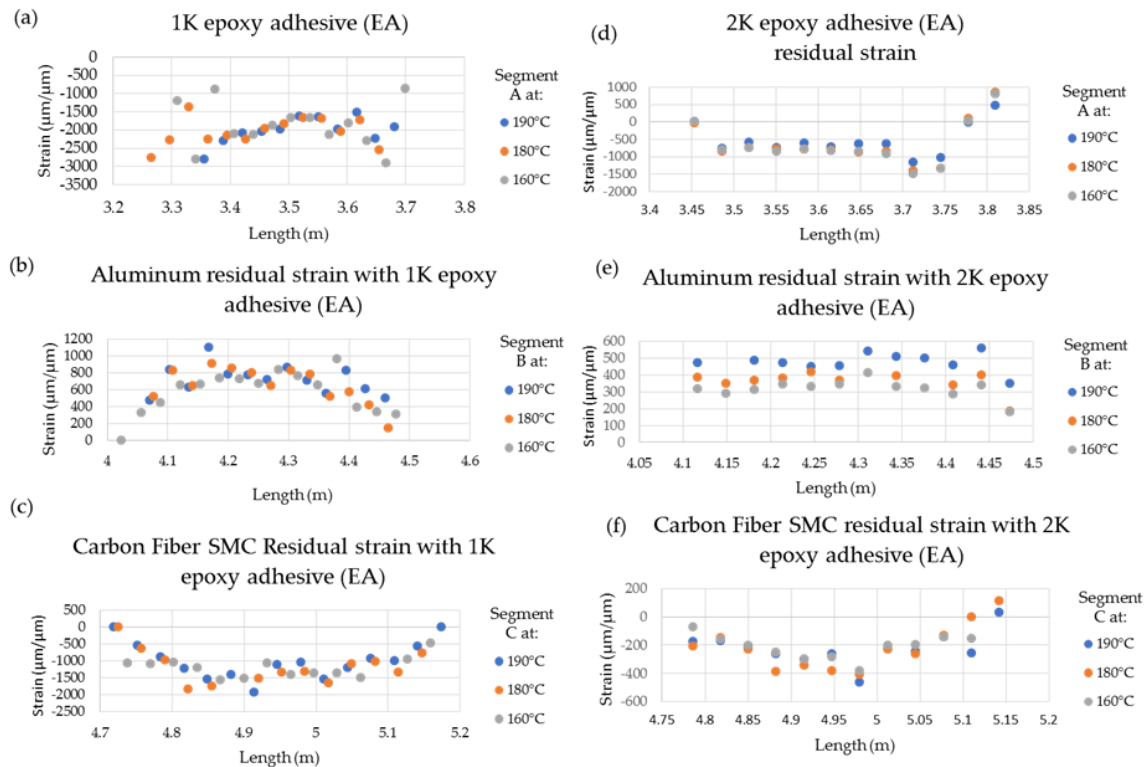 (a)
1K epoxy adhesive (EA)
0
-500
-1000
-1500
-2000
-2500
-3000
-3500
Strain (μm/μm)
3.2 3.3 3.4 3.5 3.6 3.7 3.8
Length (m)
Segment
A at:
190°C
180°C
160°C
(b)
Aluminum residual strain with 1K epoxy
adhesive (EA)
1200
1000
800
600
400
200
0
Strain (μm/μm)
4 4.1 4.2 4.3 4.4 4.5 4.6
Length (m)
Segment
B at:
190°C
180°C
160°C
(c)
Carbon Fiber SMC Residual strain with 1K
epoxy adhesive (EA)
500
0
-500
-1000
-1500
-2000
-2500
Strain (μm/μm)
4.7 4.8 4.9 5 5.1 5.2
Length (m)
Segment
C at:
190°C
180°C
160°C
(d)
2K epoxy adhesive (EA)
residual strain
1000
500
0
-500
-1000
-1500
-2000
Strain (μm/μm)
3.4 3.45 3.5 3.55 3.6 3.65 3.7 3.75 3.8 3.85
Length (m)
Segment
A at:
190°C
180°C
160°C
(e)
Aluminum residual strain with 2K epoxy
adhesive (EA)
600
500
400
300
200
100
0
Strain (μm/μm)
4.05 4.1 4.15 4.2 4.25 4.3 4.35 4.4 4.45 4.5
Length (m)
Segment
B at:
190°C
180°C
160°C
(f)
Carbon Fiber SMC residual strain with 2K
epoxy adhesive (EA)
200
0
-200
-400
-600
Strain (μm/μm)
4.75 4.8 4.85 4.9 4.95 5 5.05 5.1 5.15 5.2
Length (m)
Segment
C at:
190°C
180°C
160°C